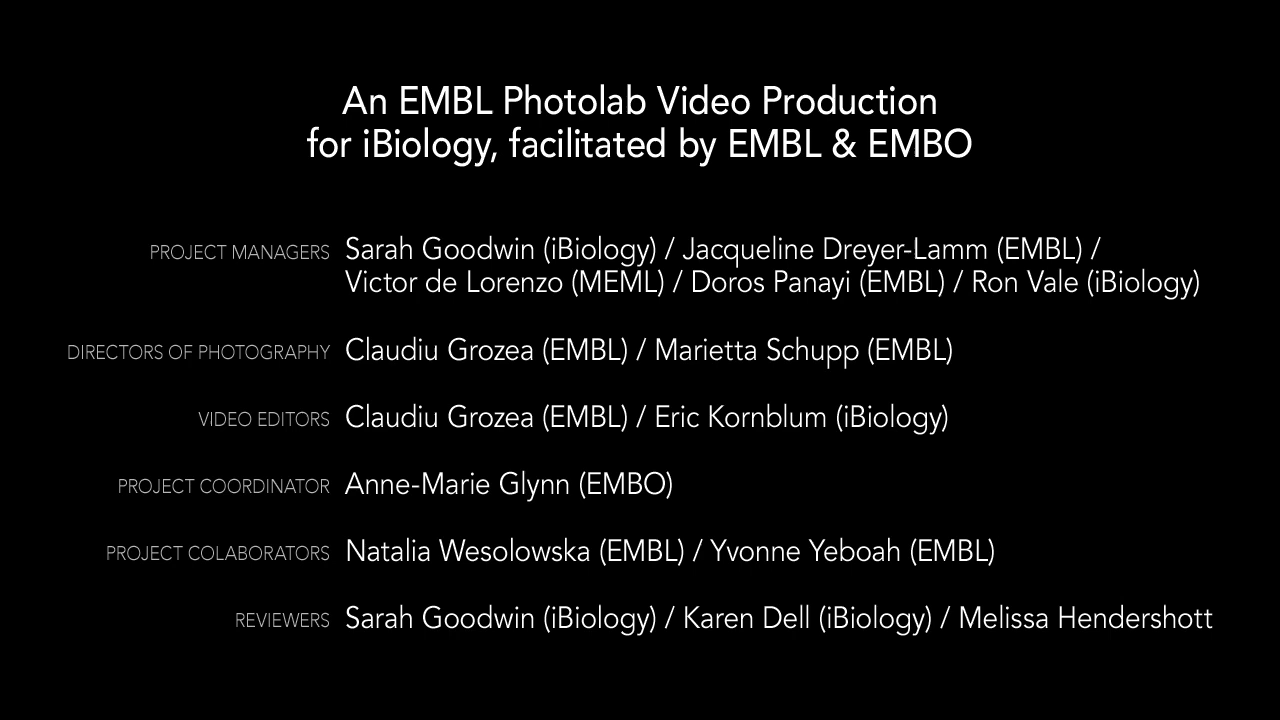 An EMBL Photolab Video Production
for iBiology, facilitated by EMBL & EMBO
PROJECT MANAGERS Sarah Goodwin (iBiology) / Jacqueline Dreyer-Lamm (EMBL) /
Victor de Lorenzo (MEML) / Doros Panayi (EMBL) / Ron Vale (iBiology)
DIRECTORS OF PHOTOGRAPHY Claudiu Grozea (EMBL) / Marietta Schupp (EMBL)
VIDEO EDITORS Claudiu Grozea (EMBL) / Eric Kornblum (iBiology)
PROJECT COORDINATOR Anne-Marie Glynn (EMBO)
PROJECT COLABORATORS Natalia Wesolowska (EMBL) / Yvonne Yeboah (EMBL)
REVIEWERS Sarah Goodwin (iBiology) / Karen Dell (iBiology) / Melissa Hendershott